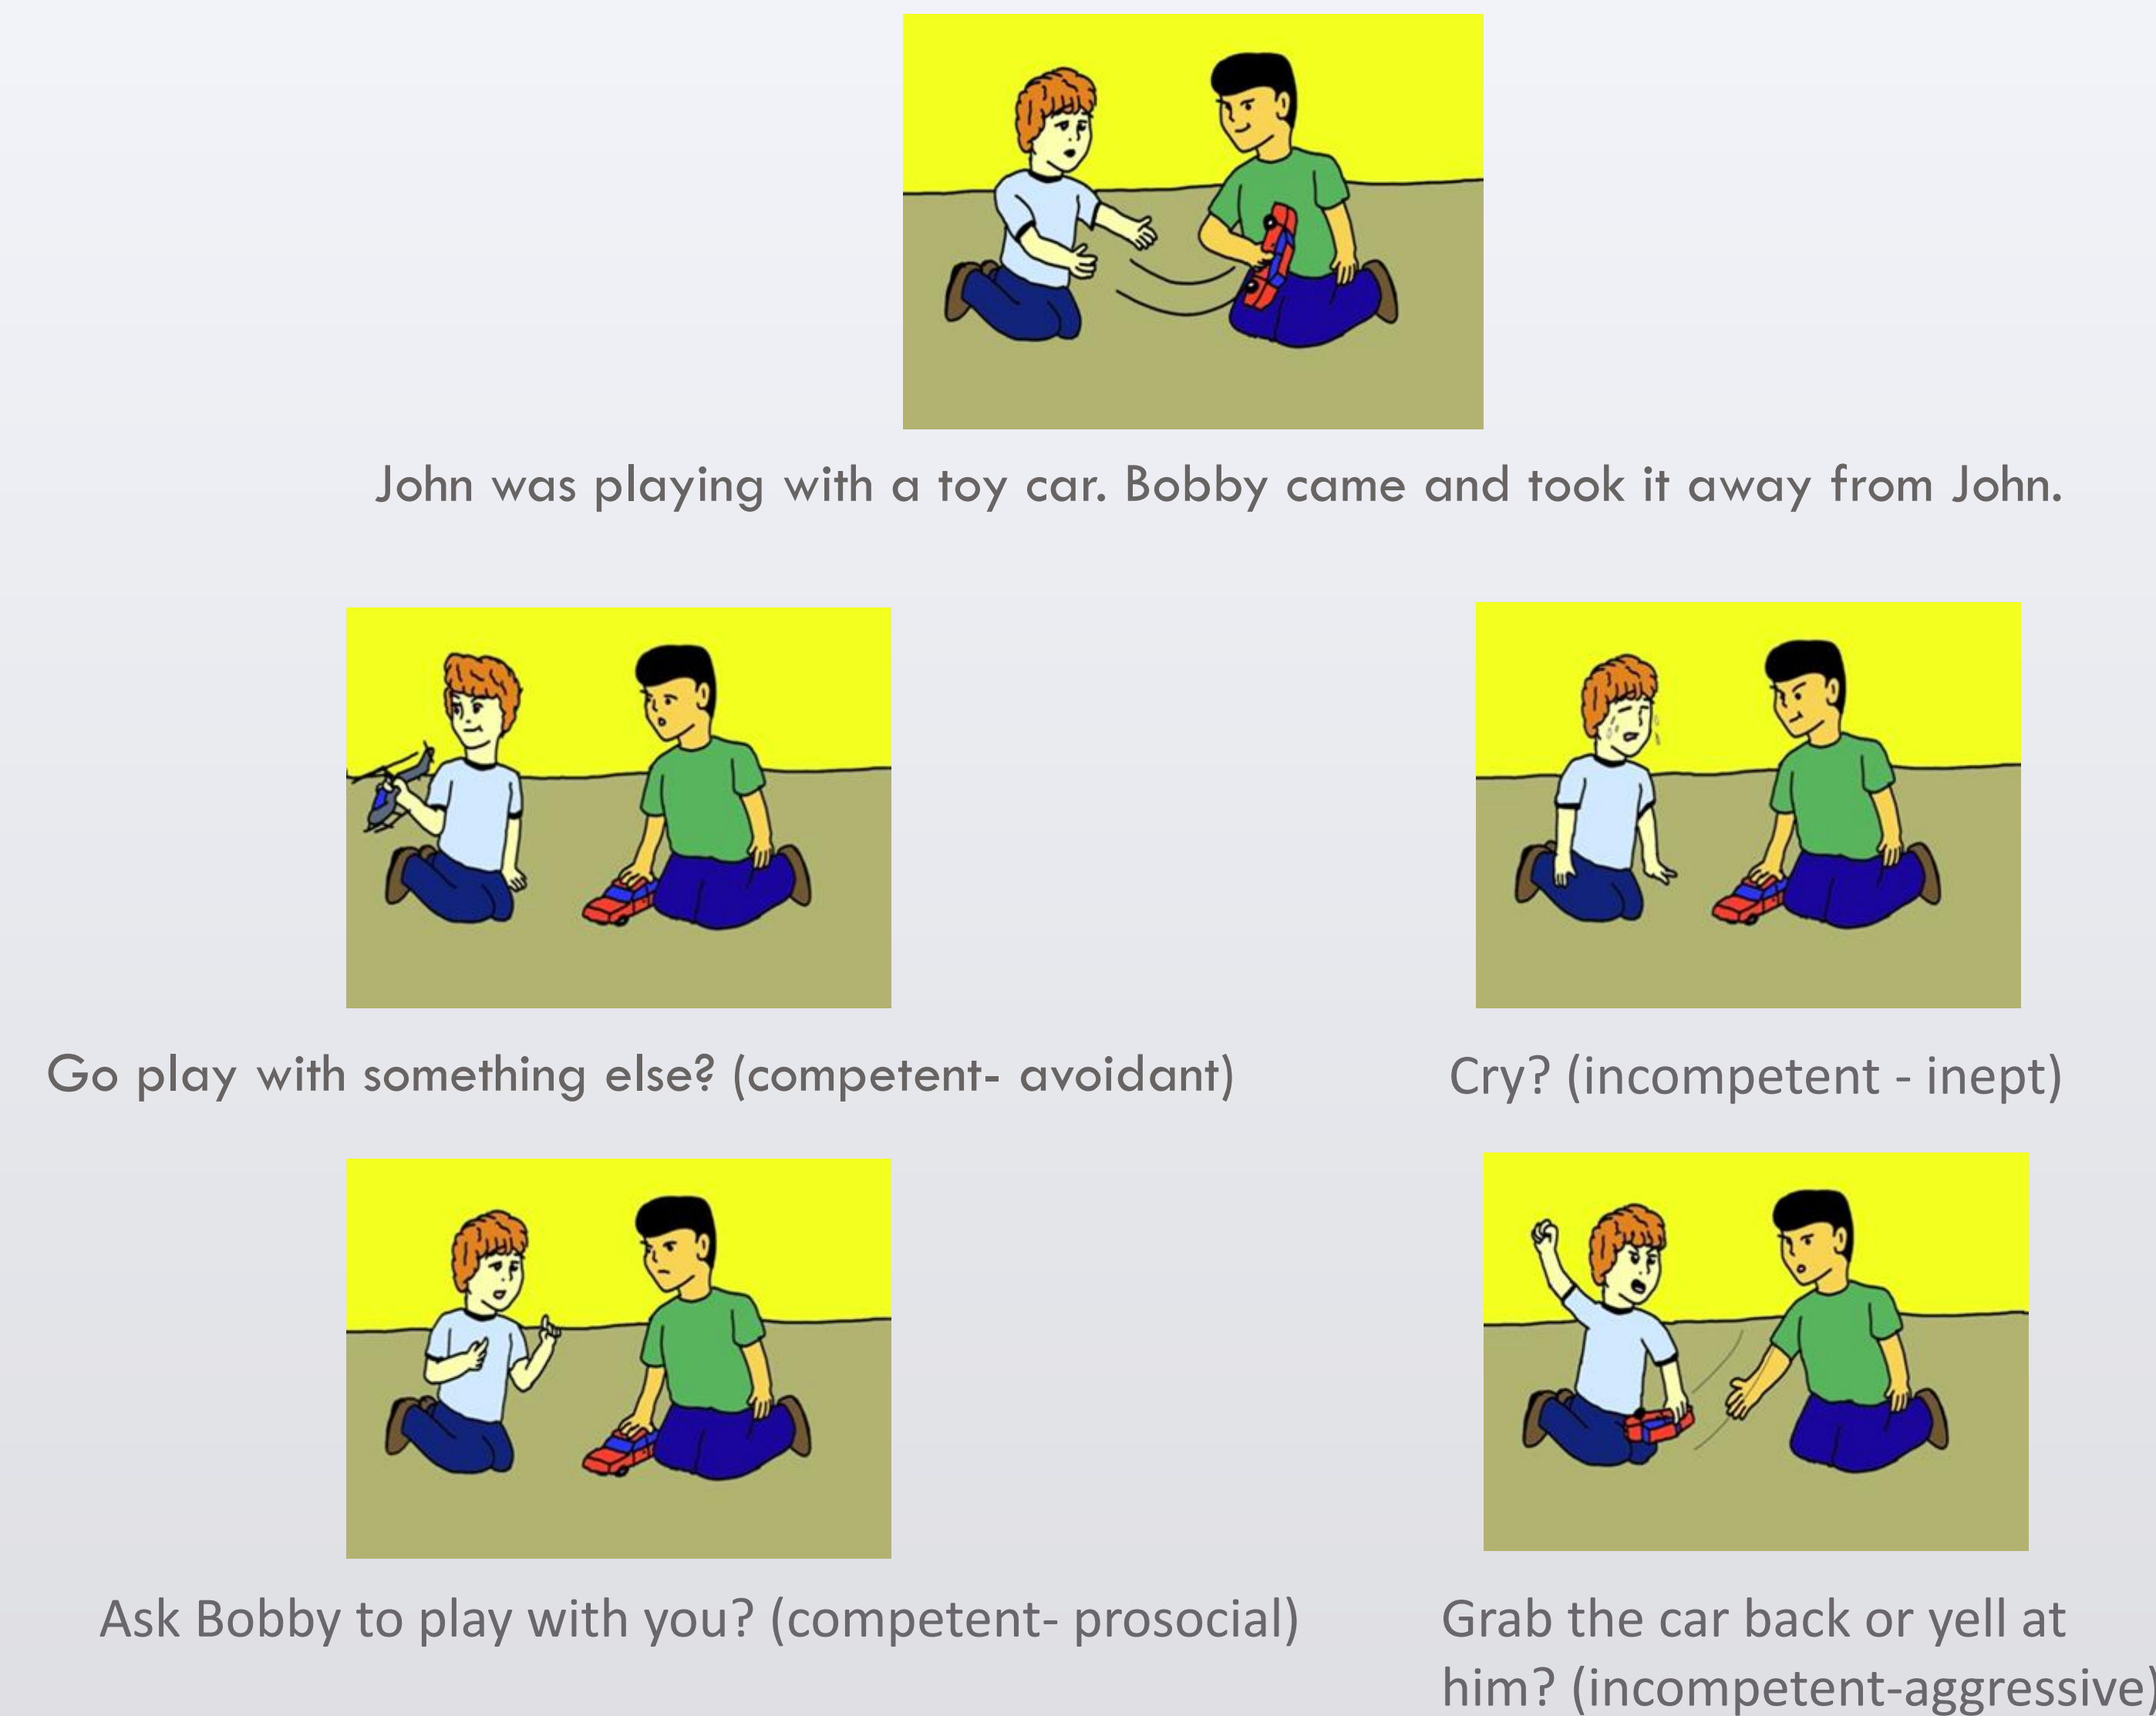 John was playing with a toy car. Bobby came and took it away from John.
Go play with something else? (competent- avoidant)
Cry? (incompetent - inept)
Ask Bobby to play with you? (competent- prosocial)
Grab the car back or yell at
him? (incompetent-aggressive)